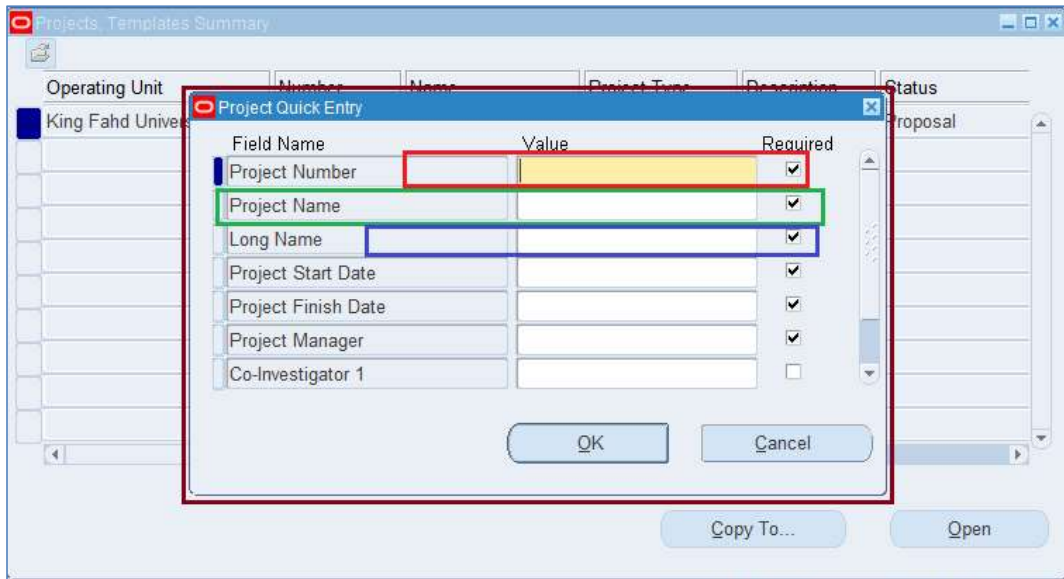 Projects, Templates Summary
Operating Unit Number Name Project Type Description Status
King Fahd Univers Proposal
Project Quick Entry
Field Name Value Required
Project Number
Project Name
Long Name
Project Start Date
Project Finish Date
Project Manager
Co-Investigator 1
OK Cancel
Copy To... Open